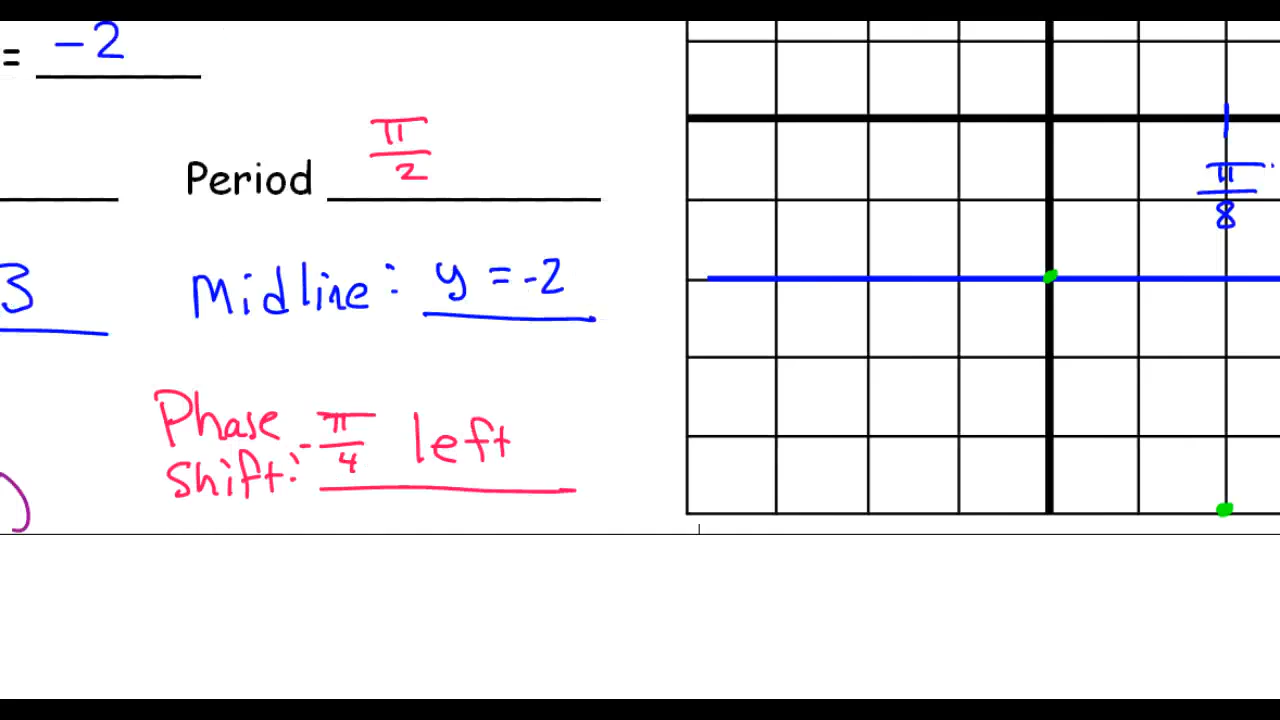 = -2
Period π/2
3 Midline: y = -2
Phase
shift: -π/4 left
π/8